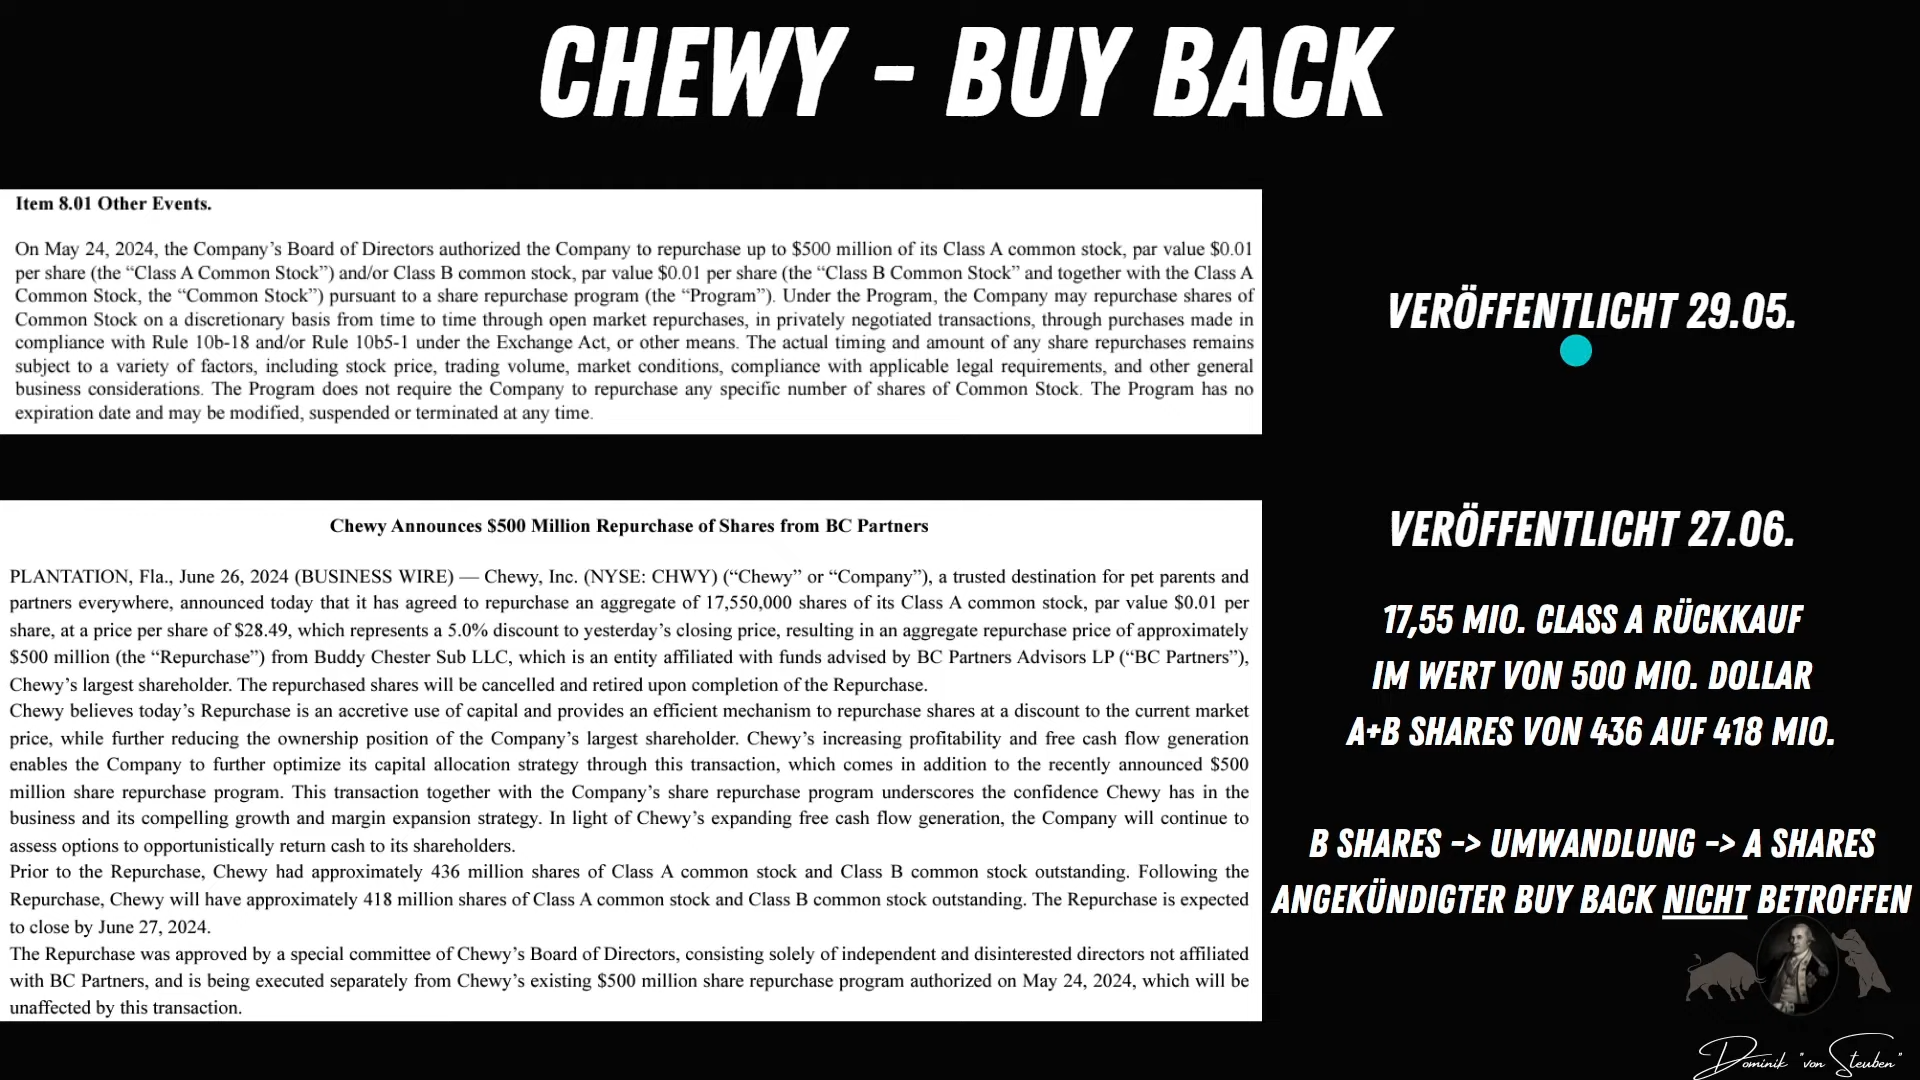 CHEWY - BUY BACK
Item 8.01 Other Events.
On May 24, 2024, the Company’s Board of Directors authorized the Company to repurchase up to $500 million of its Class A common stock, par value $0.01
per share (the “Class A Common Stock”) and/or Class B common stock, par value $0.01 per share (the “Class B Common Stock” and together with the Class A
Common Stock, the “Common Stock”) pursuant to a share repurchase program (the “Program”). Under the Program, the Company may repurchase shares of
Common Stock on a discretionary basis from time to time through open market repurchases, in privately negotiated transactions, through purchases made in
compliance with Rule 10b-18 and/or Rule 10b5-1 under the Exchange Act, or other means. The actual timing and amount of any share repurchases remains
subject to a variety of factors, including stock price, trading volume, market conditions, compliance with applicable legal requirements, and other general
business considerations. The Program does not require the Company to repurchase any specific number of shares of Common Stock. The Program has no
expiration date and may be modified, suspended or terminated at any time.
VERÖFFENTLICHT 29.05.
Chewy Announces $500 Million Repurchase of Shares from BC Partners
PLANTATION, Fla., June 26, 2024 (BUSINESS WIRE) — Chewy, Inc. (NYSE: CHWY) (“Chewy” or “Company”), a trusted destination for pet parents and
partners everywhere, announced today that it has agreed to repurchase an aggregate of 17,550,000 shares of its Class A common stock, par value $0.01 per
share, at a price per share of $28.49, which represents a 5.0% discount to yesterday’s closing price, resulting in an aggregate repurchase price of approximately
$500 million (the “Repurchase”) from Buddy Chester Sub LLC, which is an entity affiliated with funds advised by BC Partners Advisors LP (“BC Partners”),
Chewy’s largest shareholder. The repurchased shares will be cancelled and retired upon completion of the Repurchase.
Chewy believes today’s Repurchase is an accretive use of capital and provides an efficient mechanism to repurchase shares at a discount to the current market
price, while further reducing the ownership position of the Company’s largest shareholder. Chewy’s increasing profitability and free cash flow generation
enables the Company to further optimize its capital allocation strategy through this transaction, which comes in addition to the recently announced $500
million share repurchase program. This transaction together with the Company’s share repurchase program underscores the confidence Chewy has in the
business and its compelling growth and margin expansion strategy. In light of Chewy’s expanding free cash flow generation, the Company will continue to
assess options to opportunistically return cash to its shareholders.
Prior to the Repurchase, Chewy had approximately 436 million shares of Class A common stock and Class B common stock outstanding. Following the
Repurchase, Chewy will have approximately 418 million shares of Class A common stock and Class B common stock outstanding. The Repurchase is expected
to close by June 27, 2024.
The Repurchase was approved by a special committee of Chewy’s Board of Directors, consisting solely of independent and disinterested directors not affiliated
with BC Partners, and is being executed separately from Chewy’s existing $500 million share repurchase program authorized on May 24, 2024, which will be
unaffected by this transaction.
VERÖFFENTLICHT 27.06.
17,55 MIO. CLASS A RÜCKKAUF
IM WERT VON 500 MIO. DOLLAR
A+B SHARES VON 436 AUF 418 MIO.
B SHARES -> UMWANDLUNG -> A SHARES
ANGEKÜNDIGTER BUY BACK NICHT BETROFFEN
Dominik "von Steuben"